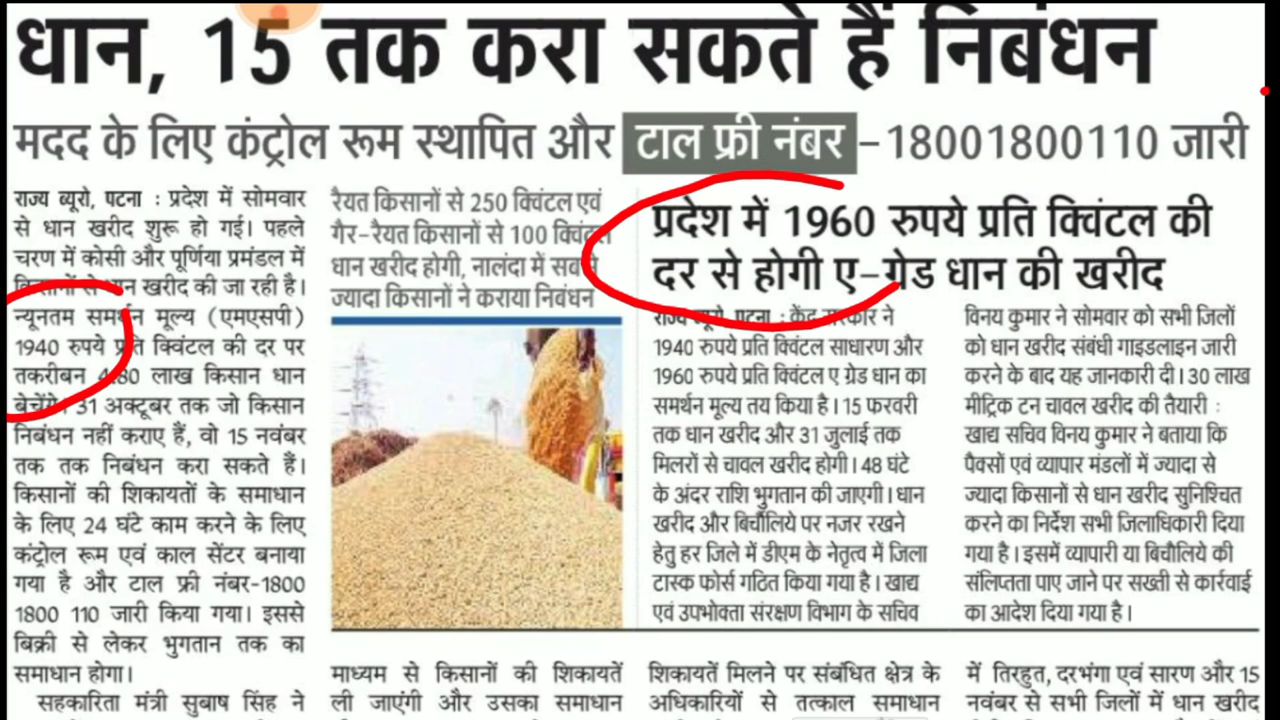 धान, 15 तक करा सकते हैं निबंधन
मदद के लिए कंट्रोल रूम स्थापित और टाल फ्री नंबर –18001800110 जारी
राज्य ब्यूरो, पटना : प्रदेश में सोमवार
से धान खरीद शुरू हो गई। पहले
चरण में कोसी और पूर्णिया प्रमंडल में
किसानों से धान खरीद की जा रही है।
न्यूनतम समर्थन मूल्य (एमएसपी)
1940 रुपये प्रति क्विंटल की दर पर
तकरीबन 4.80 लाख किसान धान
बेचेंगे। 31 अक्टूबर तक जो किसान
निबंधन नहीं कराए हैं, वो 15 नवंबर
तक तक निबंधन करा सकते हैं।
किसानों की शिकायतों के समाधान
के लिए 24 घंटे काम करने के लिए
कंट्रोल रूम एवं काल सेंटर बनाया
गया है और टाल फ्री नंबर-1800
1800 110 जारी किया गया। इससे
बिक्री से लेकर भुगतान तक का
समाधान होगा।
सहकारिता मंत्री सुबाष सिंह ने
रैयत किसानों से 250 क्विंटल एवं
गैर-रैयत किसानों से 100 क्विंटल
धान खरीद होगी, नालंदा में सबसे
ज्यादा किसानों ने कराया निबंधन
माध्यम से किसानों की शिकायतें
ली जाएंगी और उसका समाधान
प्रदेश में 1960 रुपये प्रति क्विंटल की
दर से होगी ए-ग्रेड धान की खरीद
राज्य ब्यूरो, पटना : केंद्र सरकार ने
1940 रुपये प्रति क्विंटल साधारण और
1960 रुपये प्रति क्विंटल ए ग्रेड धान का
समर्थन मूल्य तय किया है। 15 फरवरी
तक धान खरीद और 31 जुलाई तक
मिलरों से चावल खरीद होगी। 48 घंटे
के अंदर राशि भुगतान की जाएगी। धान
खरीद और बिचौलिये पर नजर रखने
हेतु हर जिले में डीएम के नेतृत्व में जिला
टास्क फोर्स गठित किया गया है। खाद्य
एवं उपभोक्ता संरक्षण विभाग के सचिव
विनय कुमार ने सोमवार को सभी जिलों
को धान खरीद संबंधी गाइडलाइन जारी
करने के बाद यह जानकारी दी। 30 लाख
मीट्रिक टन चावल खरीद की तैयारी :
खाद्य सचिव विनय कुमार ने बताया कि
पैक्सों एवं व्यापार मंडलों में ज्यादा से
ज्यादा किसानों से धान खरीद सुनिश्चित
करने का निर्देश सभी जिलाधिकारी दिया
गया है। इसमें व्यापारी या बिचौलिये की
संलिप्तता पाए जाने पर सख्ती से कार्रवाई
का आदेश दिया गया है।
शिकायतें मिलने पर संबंधित क्षेत्र के
अधिकारियों से तत्काल समाधान
में तिरहुत, दरभंगा एवं सारण और 15
नवंबर से सभी जिलों में धान खरीद